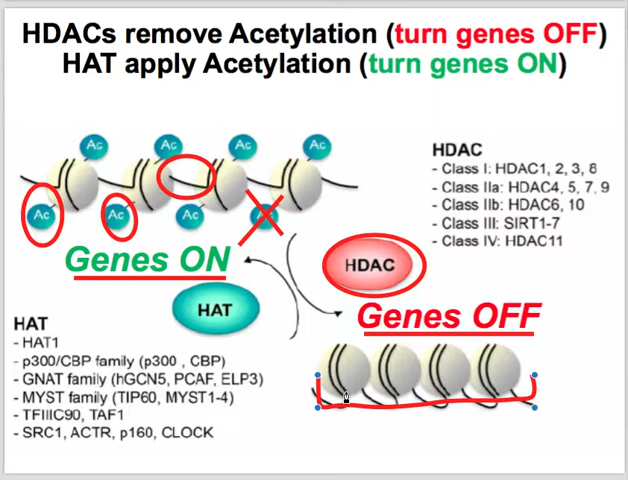 HDACs remove Acetylation (turn genes OFF)
HAT apply Acetylation (turn genes ON)
Ac Ac Ac Ac
Ac Ac Ac Ac
Genes ON
HDAC
- Class I: HDAC1, 2, 3, 8
- Class IIa: HDAC4, 5, 7, 9
- Class IIb: HDAC6, 10
- Class III: SIRT1-7
- Class IV: HDAC11
HDAC
HAT
Genes OFF
HAT
- HAT1
- p300/CBP family (p300 , CBP)
- GNAT family (hGCN5, PCAF, ELP3)
- MYST family (TIP60, MYST1-4)
- TFIIIC90, TAF1
- SRC1, ACTR, p160, CLOCK